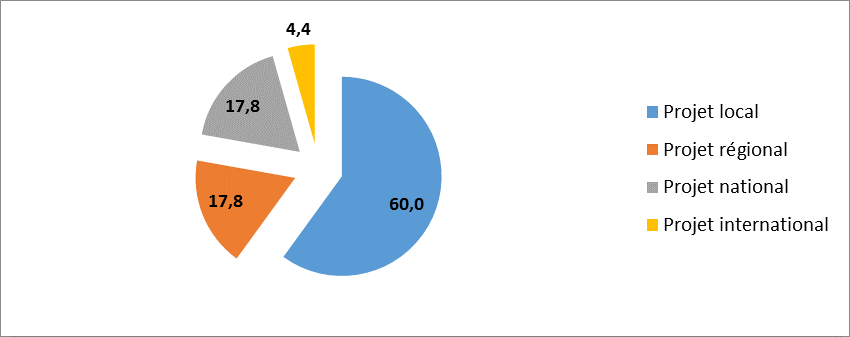 4,4
17,8
17,8
60,0
Projet local
Projet régional
Projet national
Projet international